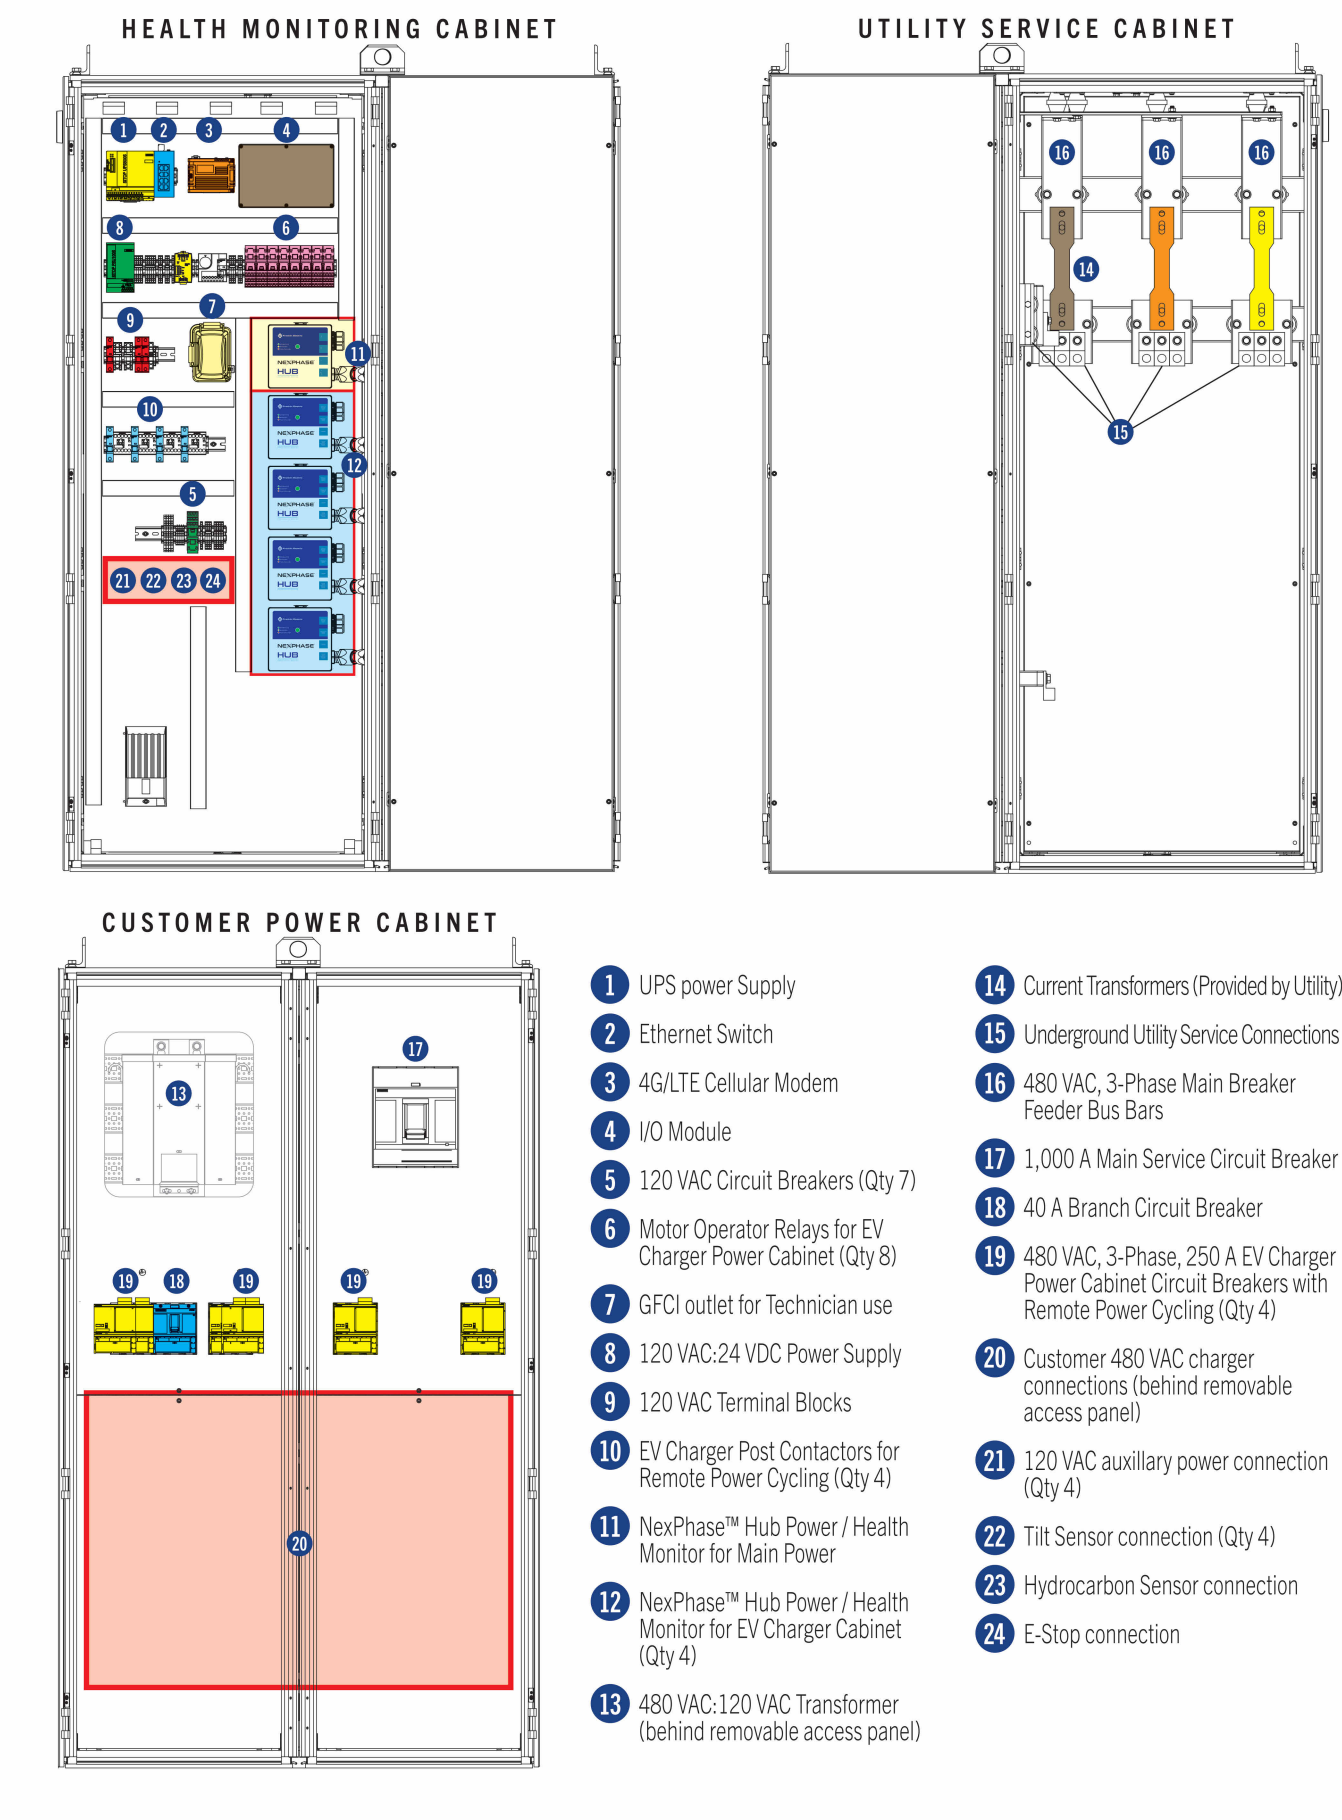 HEALTH MONITORING CABINET
1 2 3 4
8 6
7
9
11
10
12
5
21 22 23 24
NEXPHASE
HUB
NEXPHASE
HUB
NEXPHASE
HUB
NEXPHASE
HUB
NEXPHASE
HUB
UTILITY SERVICE CABINET
16 16 16
14
15
CUSTOMER POWER CABINET
13
17
19 18 19 19 19
20
1 UPS power Supply
2 Ethernet Switch
3 4G/LTE Cellular Modem
4 I/O Module
5 120 VAC Circuit Breakers (Qty 7)
6 Motor Operator Relays for EV
Charger Power Cabinet (Qty 8)
7 GFCI outlet for Technician use
8 120 VAC:24 VDC Power Supply
9 120 VAC Terminal Blocks
10 EV Charger Post Contactors for
Remote Power Cycling (Qty 4)
11 NexPhase™ Hub Power / Health
Monitor for Main Power
12 NexPhase™ Hub Power / Health
Monitor for EV Charger Cabinet
(Qty 4)
13 480 VAC:120 VAC Transformer
(behind removable access panel)
14 Current Transformers (Provided by Utility)
15 Underground Utility Service Connections
16 480 VAC, 3-Phase Main Breaker
Feeder Bus Bars
17 1,000 A Main Service Circuit Breaker
18 40 A Branch Circuit Breaker
19 480 VAC, 3-Phase, 250 A EV Charger
Power Cabinet Circuit Breakers with
Remote Power Cycling (Qty 4)
20 Customer 480 VAC charger
connections (behind removable
access panel)
21 120 VAC auxillary power connection
(Qty 4)
22 Tilt Sensor connection (Qty 4)
23 Hydrocarbon Sensor connection
24 E-Stop connection